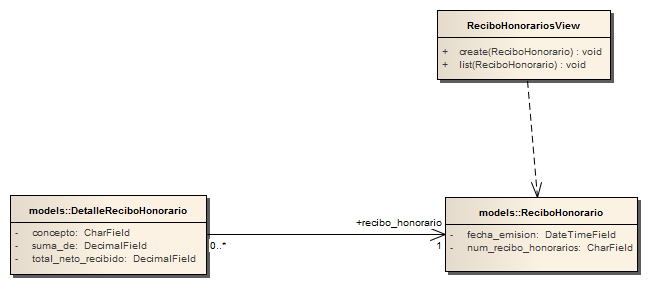 ReciboHonorariosView
+ create(ReciboHonorario) : void
+ list(ReciboHonorario) : void
models::DetalleReciboHonorario
- concepto: CharField
- suma_de: DecimalField
- total_neto_recibido: DecimalField
+recibo_honorario
0..*
1
models::ReciboHonorario
- fecha_emision: DateTimeField
- num_recibo_honorarios: CharField